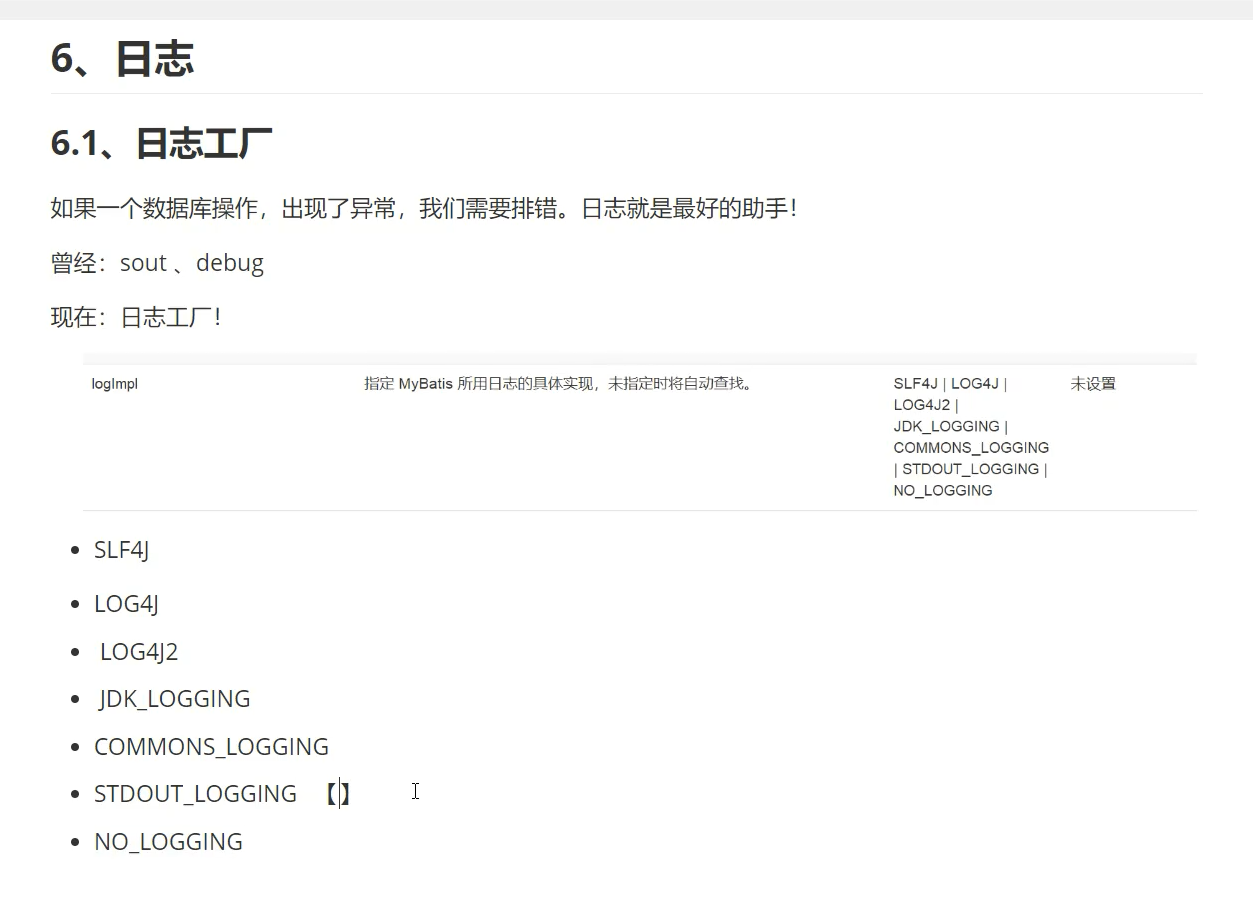 6、日志
6.1、日志工厂
如果一个数据库操作，出现了异常，我们需要排错。日志就是最好的助手！
曾经：sout 、debug
现在：日志工厂！
logImpl 指定 MyBatis 所用日志的具体实现，未指定时将自动查找。 SLF4J | LOG4J | 未设置
LOG4J2 |
JDK_LOGGING |
COMMONS_LOGGING
| STDOUT_LOGGING |
NO_LOGGING
• SLF4J
• LOG4J
• LOG4J2
• JDK_LOGGING
• COMMONS_LOGGING
• STDOUT_LOGGING 【】
• NO_LOGGING